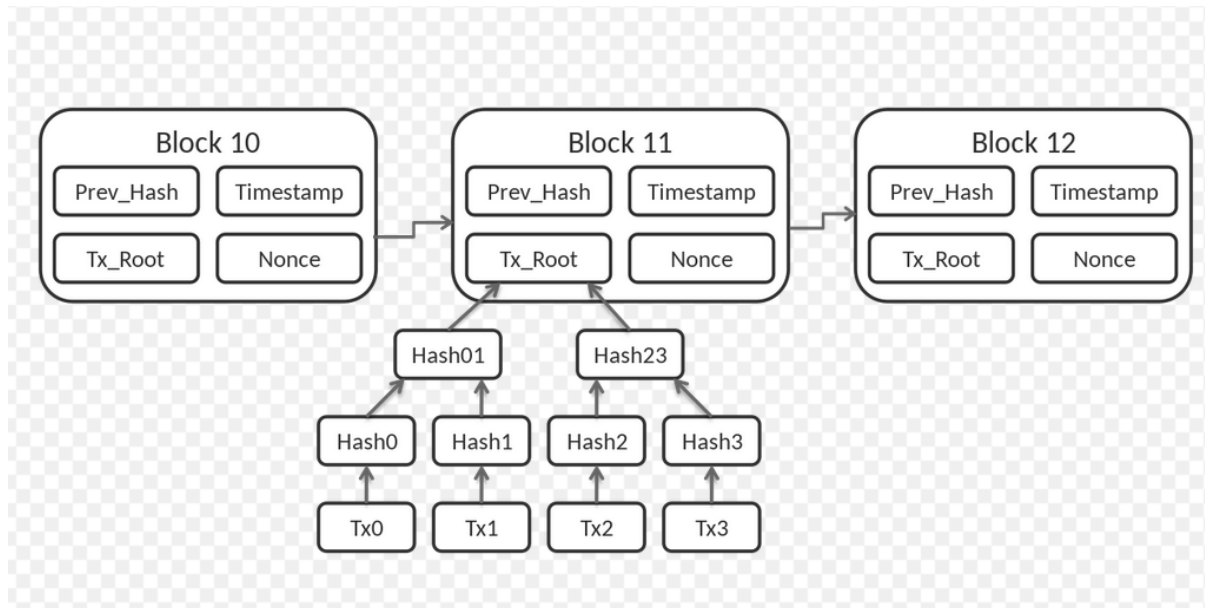 Block 10
Prev_Hash Timestamp
Tx_Root Nonce
Block 11
Prev_Hash Timestamp
Tx_Root Nonce
Block 12
Prev_Hash Timestamp
Tx_Root Nonce
Hash01 Hash23
Hash0 Hash1 Hash2 Hash3
Tx0 Tx1 Tx2 Tx3